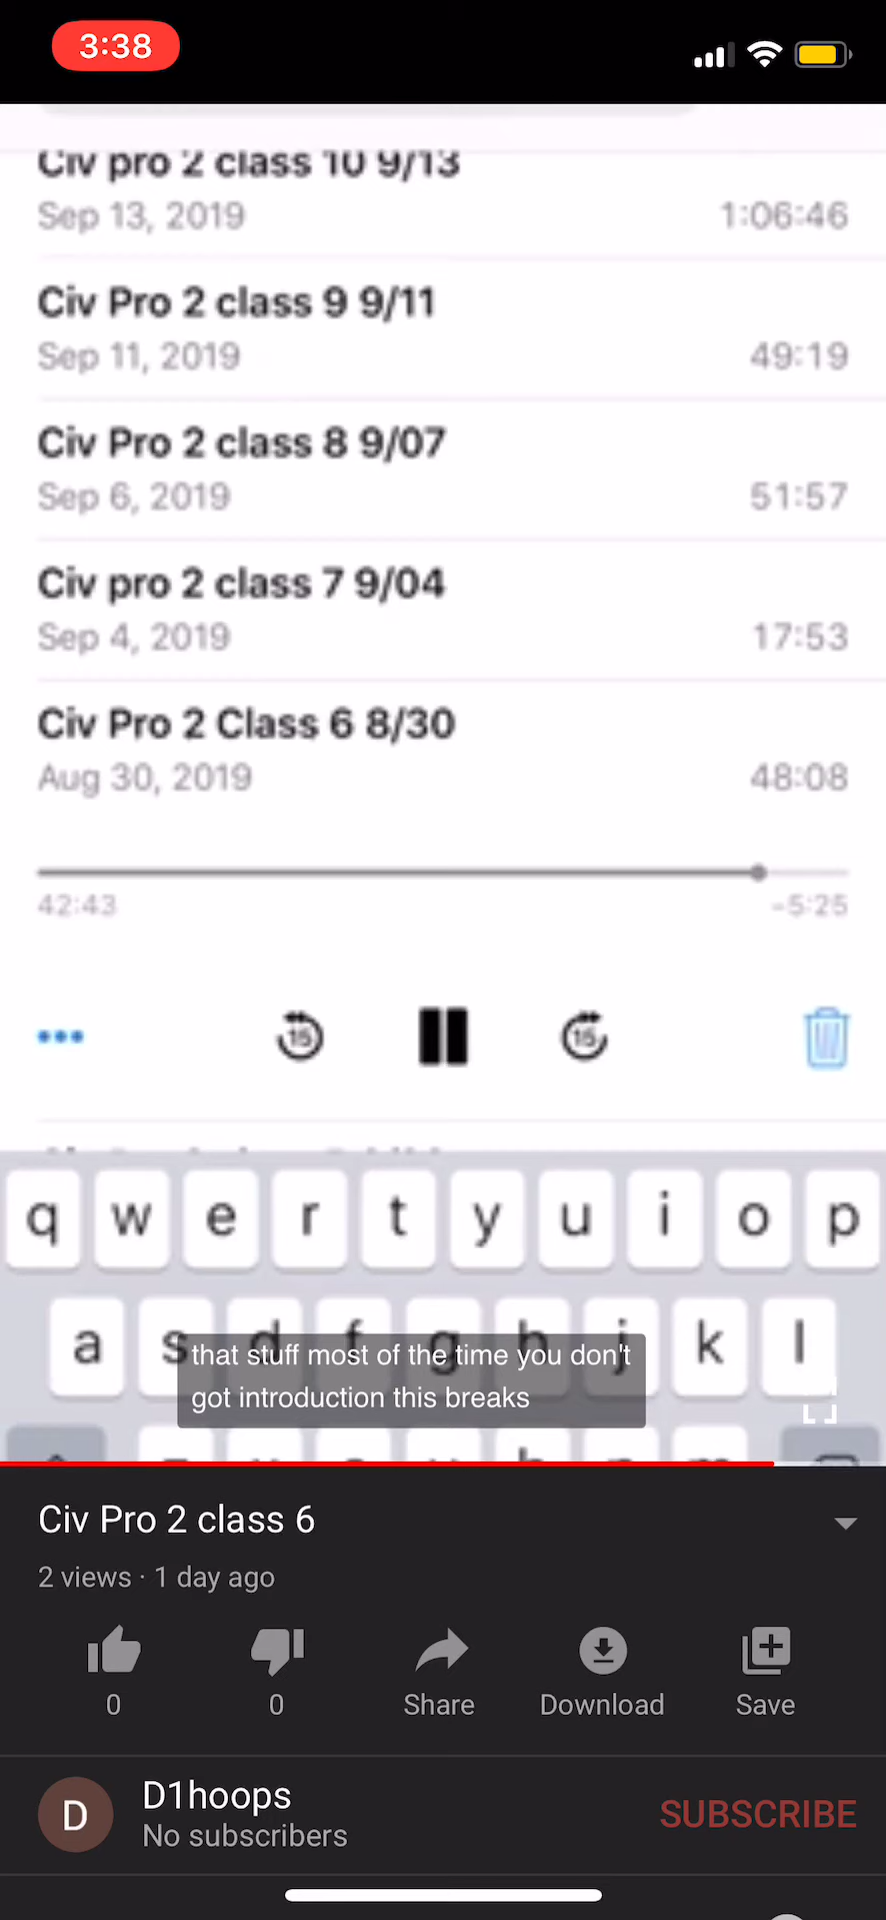 3:38
Civ pro 2 class 10 9/13
Sep 13, 2019 1:06:46
Civ Pro 2 class 9 9/11
Sep 11, 2019 49:19
Civ Pro 2 class 8 9/07
Sep 6, 2019 51:57
Civ pro 2 class 7 9/04
Sep 4, 2019 17:53
Civ Pro 2 Class 6 8/30
Aug 30, 2019 48:08
42:43 -5:25
15 15
q w e r t y u i o p
a s d f g h j k l
that stuff most of the time you don't
got introduction this breaks
Civ Pro 2 class 6
2 views · 1 day ago
0 0 Share Download Save
D D1hoops
No subscribers
SUBSCRIBE